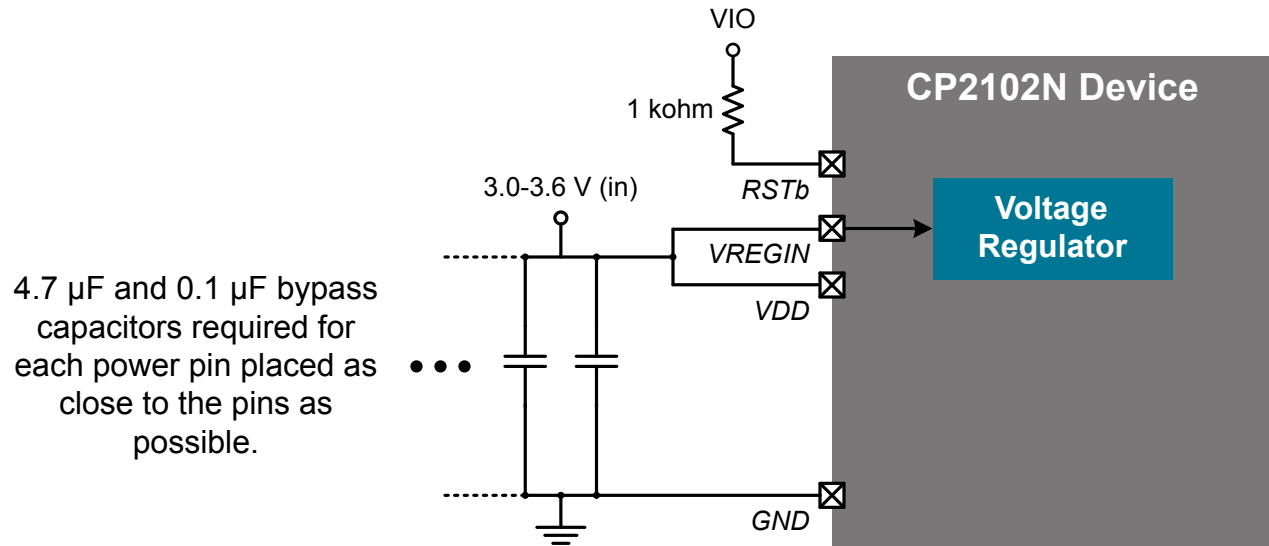 VIO
CP2102N Device
1 kohm
RSTb
3.0-3.6 V (in)
Voltage
Regulator
VREGIN
VDD
4.7 µF and 0.1 µF bypass
capacitors required for
each power pin placed as
close to the pins as
possible.
GND